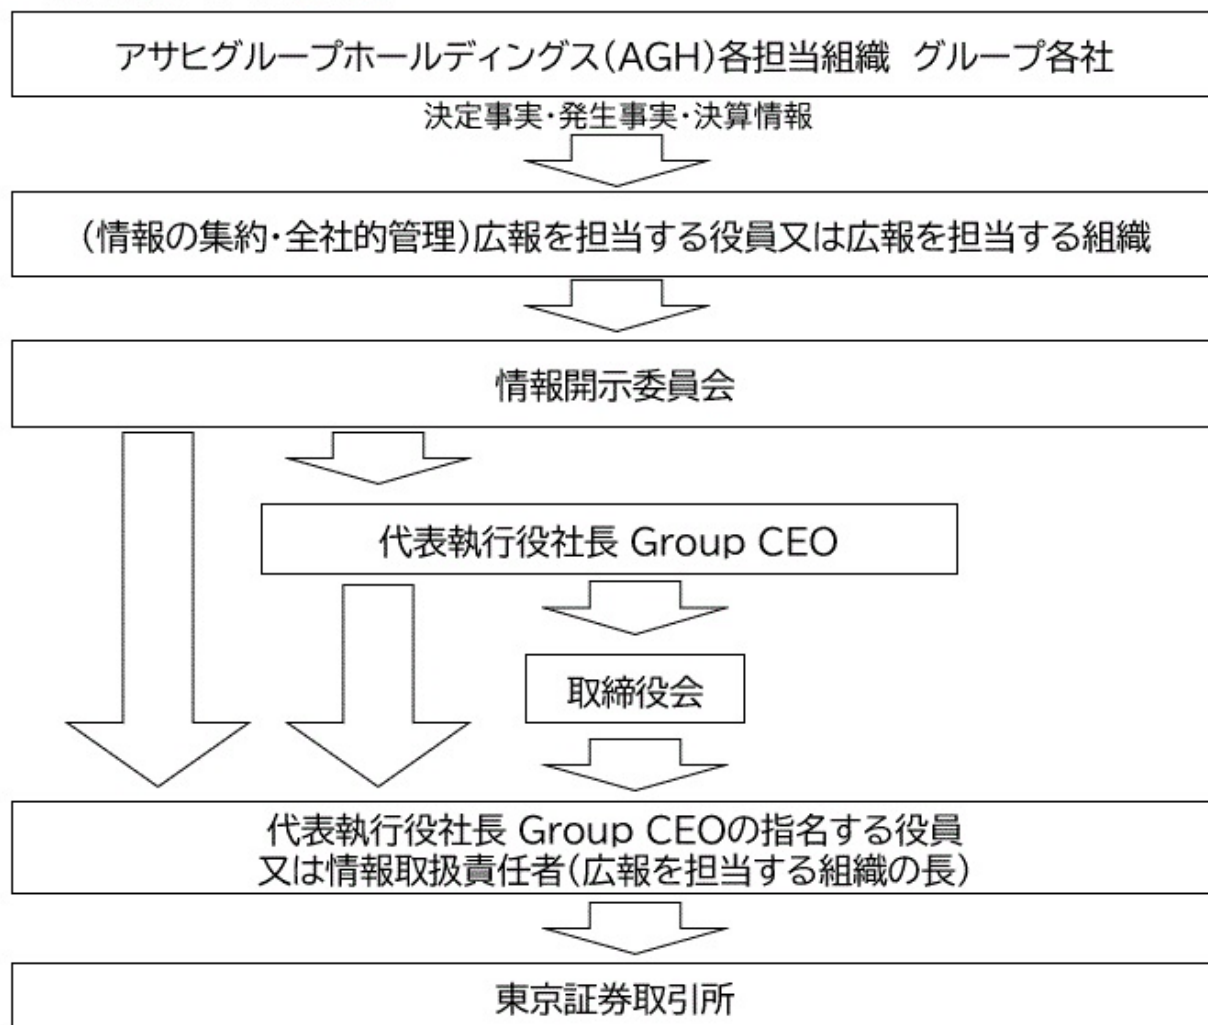 アサヒグループホールディングス(AGH)各担当組織 グループ各社
決定事実・発生事実・決算情報
(情報の集約・全社的管理)広報を担当する役員又は広報を担当する組織
情報開示委員会
代表執行役社長 Group CEO
取締役会
代表執行役社長 Group CEOの指名する役員
又は情報取扱責任者(広報を担当する組織の長)
東京証券取引所